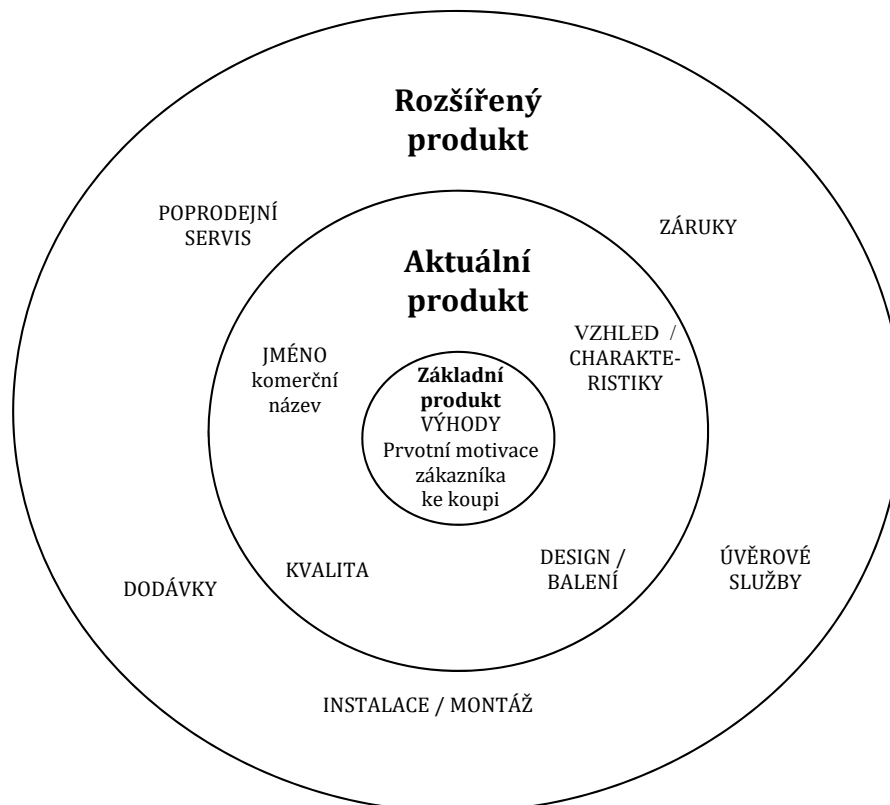 Rozšířený
produkt
POPRODEJNÍ
SERVIS
ZÁRUKY
Aktuální
produkt
JMÉNO
komerční
název
VZHLED /
CHARAKTE-
RISTIKY
Základní
produkt
VÝHODY
Prvotní motivace
zákazníka
ke koupi
KVALITA
DESIGN /
BALENÍ
DODÁVKY
ÚVĚROVÉ
SLUŽBY
INSTALACE / MONTÁŽ